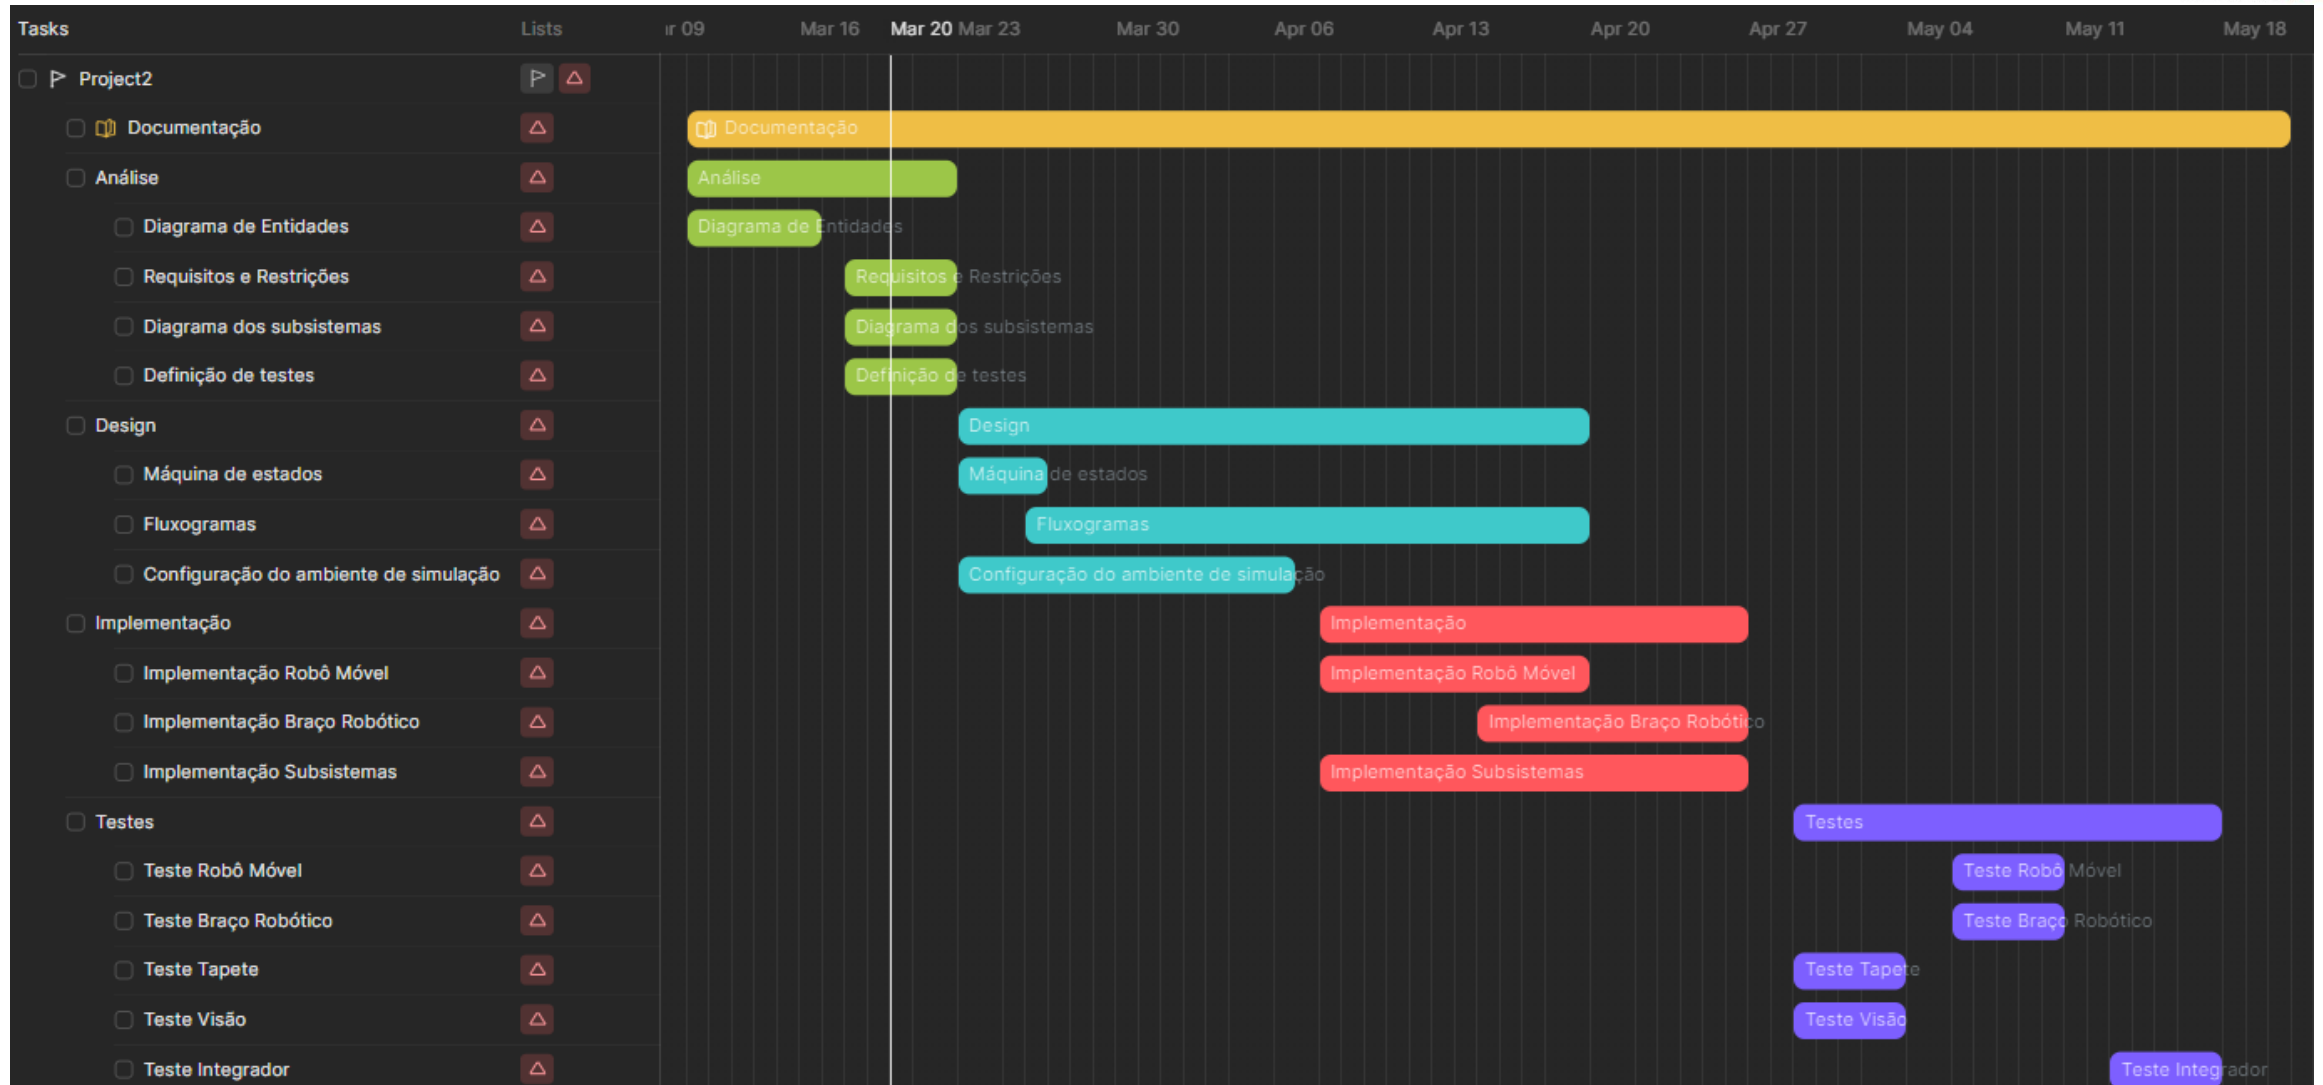 Tasks Lists ır 09 Mar 16 Mar 20 Mar 23 Mar 30 Apr 06 Apr 13 Apr 20 Apr 27 May 04 May 11 May 18
Project2
Documentação Documentação
Análise Análise
Diagrama de Entidades Diagrama de Entidades
Requisitos e Restrições Requisitos e Restrições
Diagrama dos subsistemas Diagrama dos subsistemas
Definição de testes Definição de testes
Design Design
Máquina de estados Máquina de estados
Fluxogramas Fluxogramas
Configuração do ambiente de simulação Configuração do ambiente de simulação
Implementação Implementação
Implementação Robô Móvel Implementação Robô Móvel
Implementação Braço Robótico Implementação Braço Robótico
Implementação Subsistemas Implementação Subsistemas
Testes Testes
Teste Robô Móvel Teste Robô Móvel
Teste Braço Robótico Teste Braço Robótico
Teste Tapete Teste Tapete
Teste Visão Teste Visão
Teste Integrador Teste Integrador